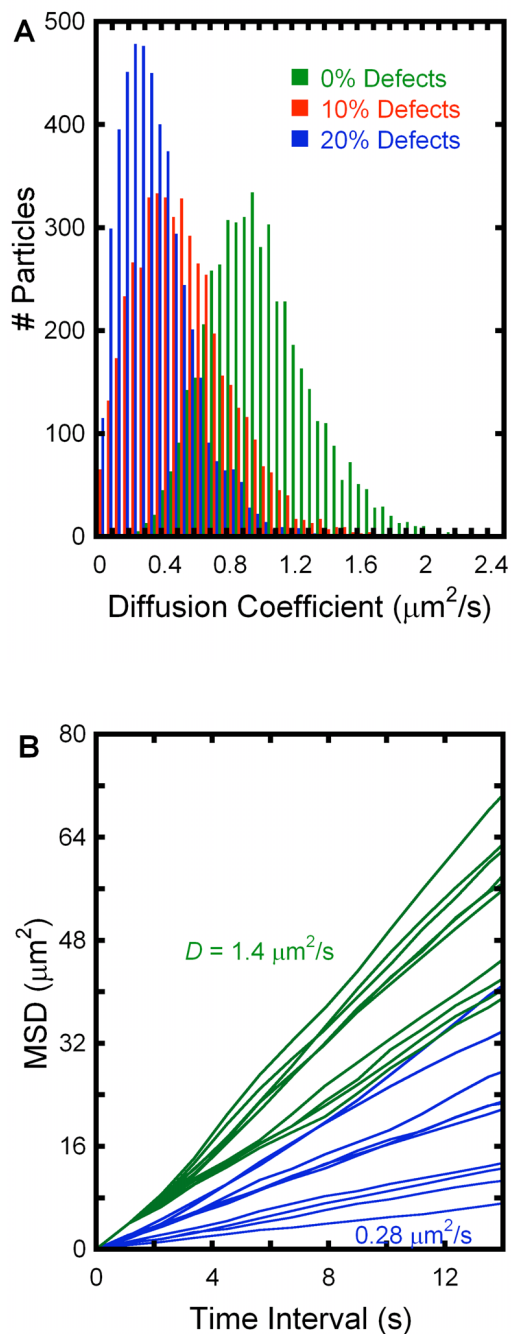 A
500
400
300
200
100
0
# Particles
0% Defects
10% Defects
20% Defects
0 0.4 0.8 1.2 1.6 2 2.4
Diffusion Coefficient (μm²/s)
B
80
64
48
32
16
0
MSD (μm²)
D = 1.4 μm²/s
0.28 μm²/s
0 4 8 12
Time Interval (s)